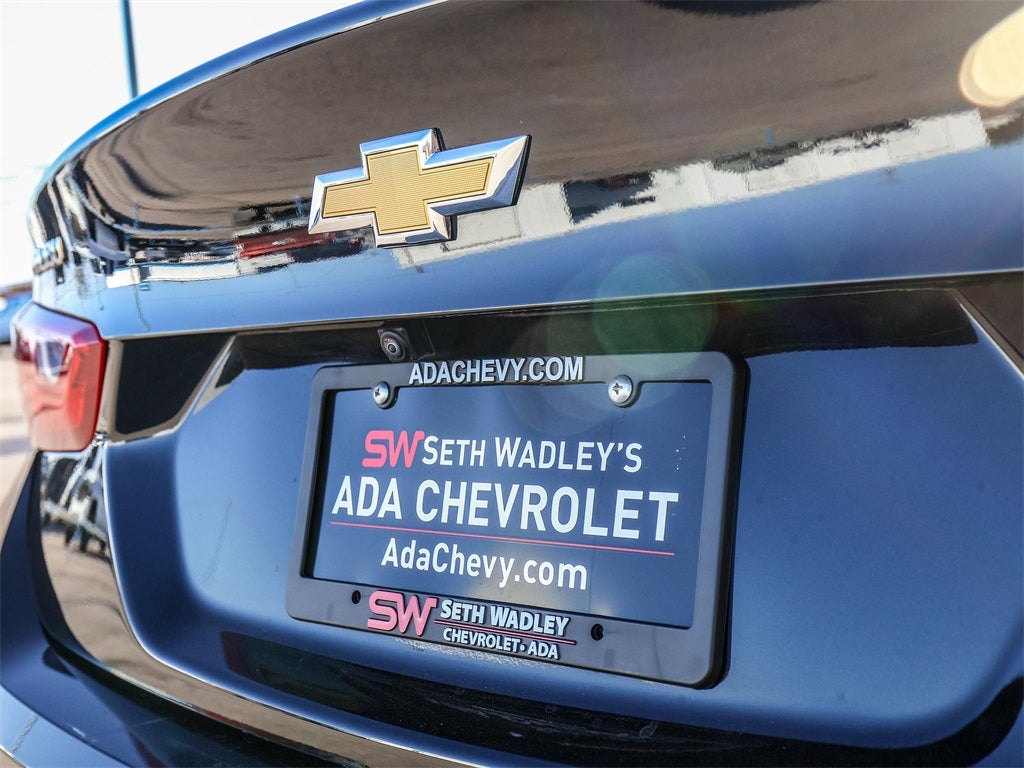 ADACHEVY.COM
SW SETH WADLEY'S
ADA CHEVROLET
AdaChevy.com
SW SETH WADLEY
CHEVROLET • ADA